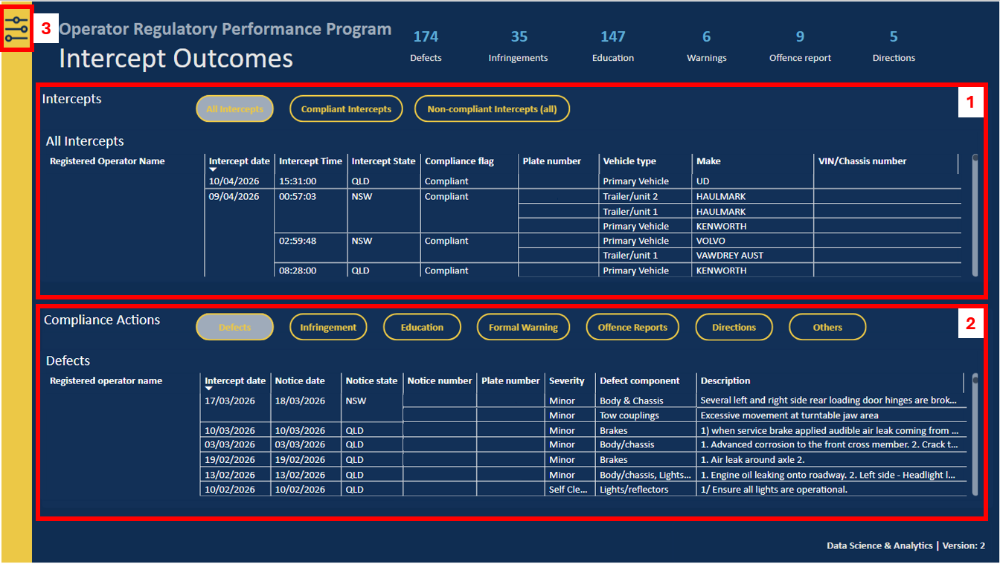 3
Operator Regulatory Performance Program
Intercept Outcomes
174 35 147 6 9 5
Defects Infringements Education Warnings Offence report Directions
1
Intercepts
All Intercepts Compliant Intercepts Non-compliant Intercepts (all)
All Intercepts
Registered Operator Name Intercept date Intercept Time Intercept State Compliance flag Plate number Vehicle type Make VIN/Chassis number
10/04/2026 15:31:00 QLD Compliant Primary Vehicle UD
09/04/2026 00:57:03 NSW Compliant Trailer/unit 2 HAULMARK
Trailer/unit 1 HAULMARK
Primary Vehicle KENWORTH
02:59:48 NSW Compliant Primary Vehicle VOLVO
Trailer/unit 1 VAWDREY AUST
08:28:00 QLD Compliant Primary Vehicle KENWORTH
2
Compliance Actions
Defects Infringement Education Formal Warning Offence Reports Directions Others
Defects
Registered operator name Intercept date Notice date Notice state Notice number Plate number Severity Defect component Description
17/03/2026 18/03/2026 NSW Minor Body & Chassis Several left and right side rear loading door hinges are brok...
Minor Tow couplings Excessive movement at turntable jaw area
10/03/2026 10/03/2026 QLD Minor Brakes 1) when service brake applied audible air leak coming from ...
03/03/2026 03/03/2026 QLD Minor Body/chassis 1. Advanced corrosion to the front cross member. 2. Crack t...
19/02/2026 19/02/2026 QLD Minor Brakes 1. Air leak around axle 2.
13/02/2026 13/02/2026 QLD Minor Body/chassis, Lights... 1. Engine oil leaking onto roadway. 2. Left side - Headlight l...
10/02/2026 10/02/2026 QLD Self Cle... Lights/reflectors 1/ Ensure all lights are operational.
Data Science & Analytics | Version: 2